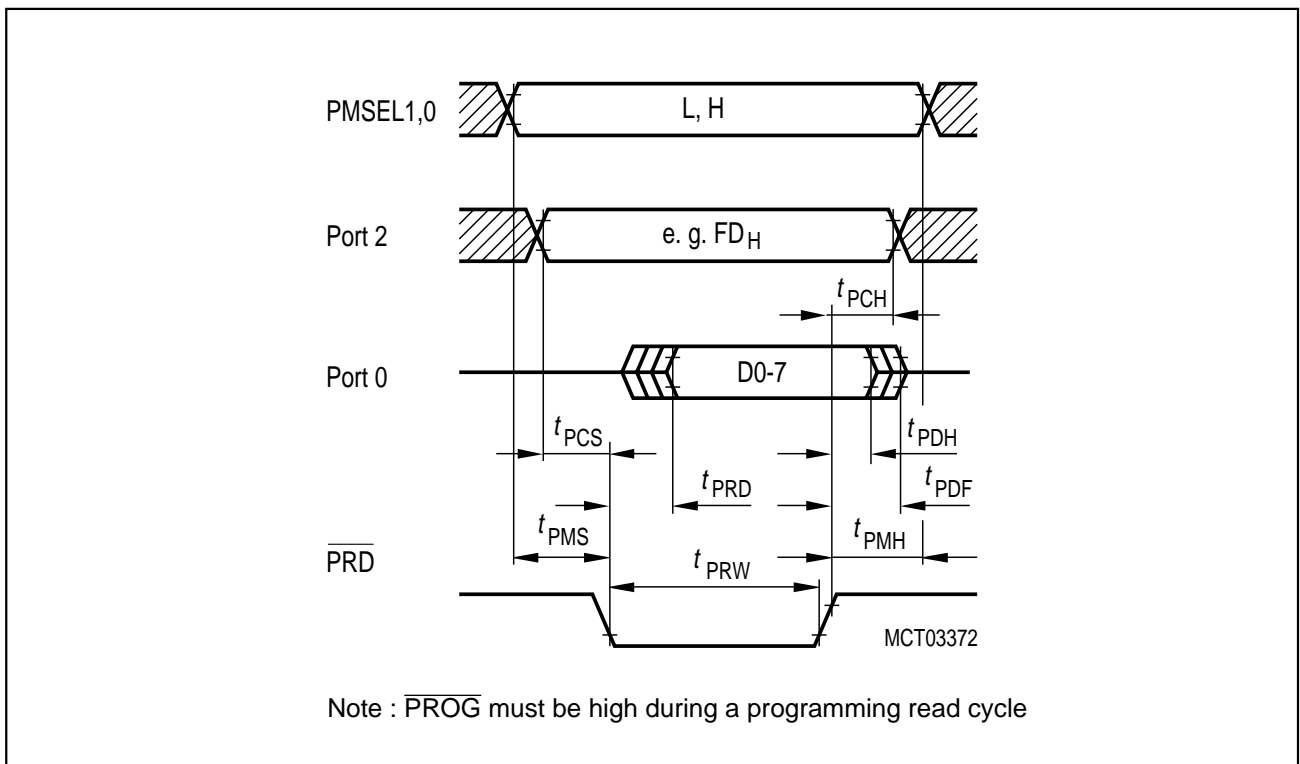 PMSEL1,0
L, H
Port 2
e. g. FDH
tPCH
Port 0
D0-7
tPCS
tPDH
tPRD
tPDF
tPMS
tPMH
PRD
tPRW
MCT03372
Note : PROG must be high during a programming read cycle